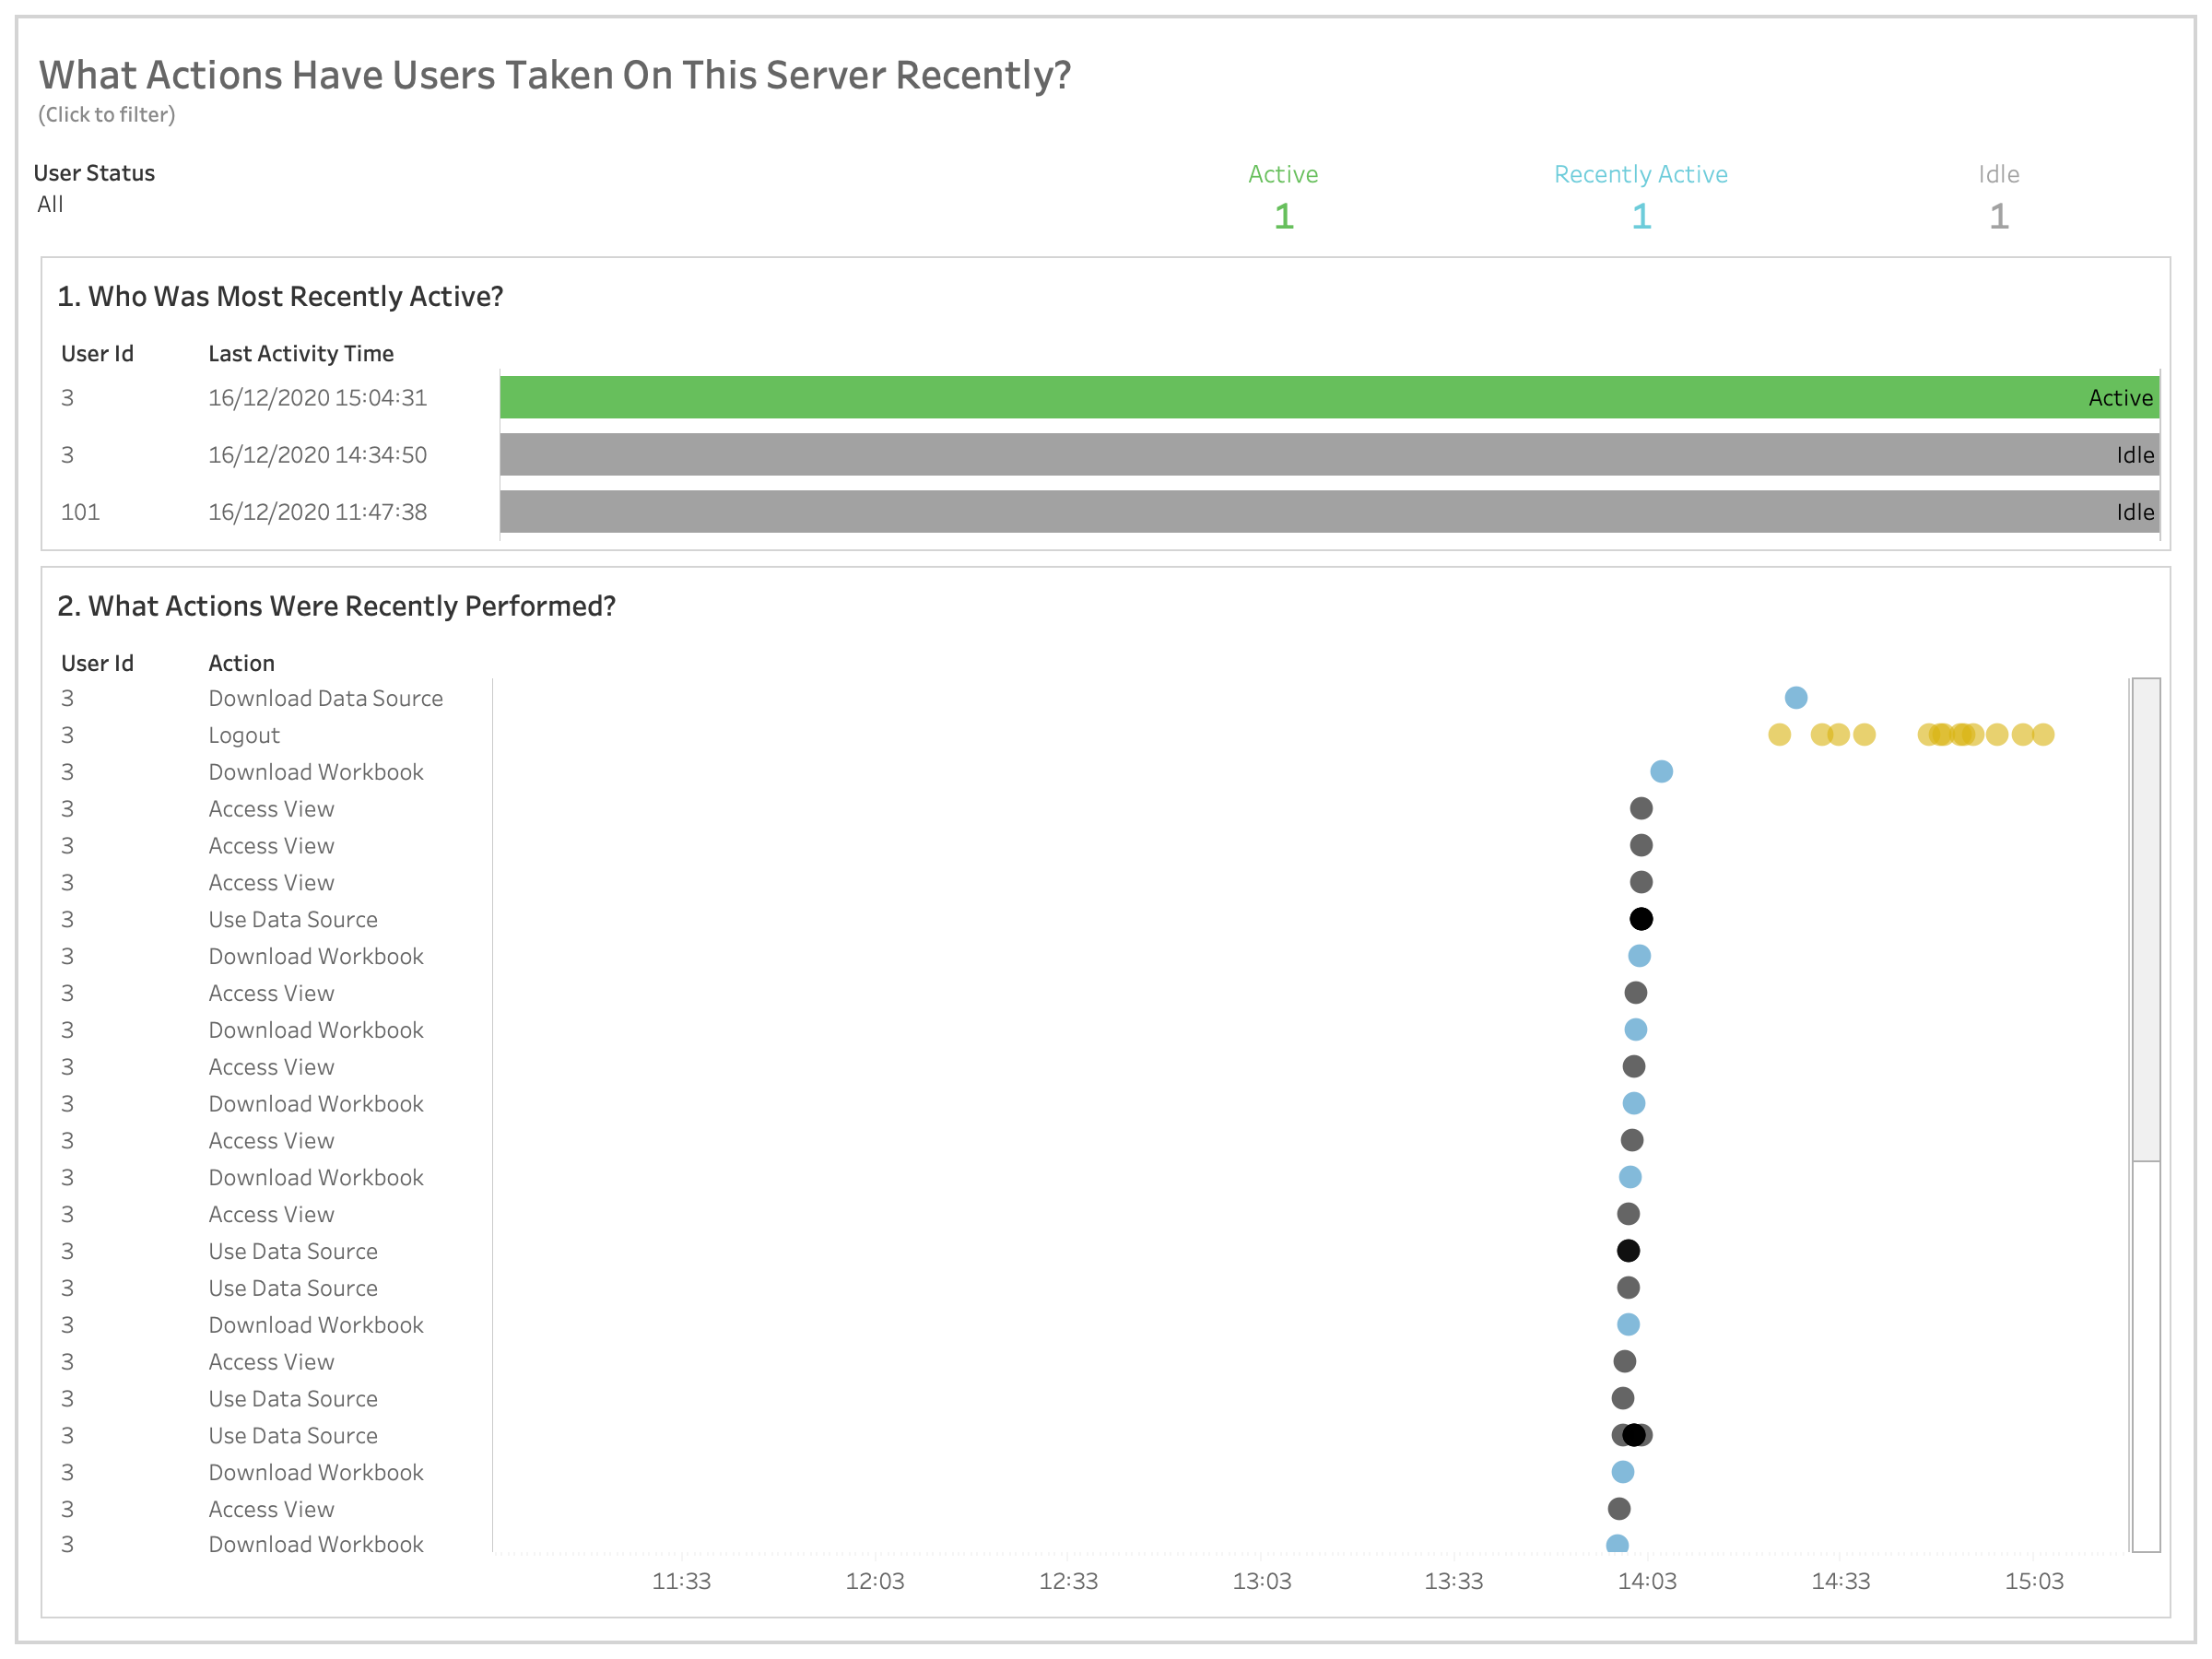 What Actions Have Users Taken On This Server Recently?
(Click to filter)
User Status
All
Active
1
Recently Active
1
Idle
1
1. Who Was Most Recently Active?
User Id Last Activity Time
3 16/12/2020 15:04:31 Active
3 16/12/2020 14:34:50 Idle
101 16/12/2020 11:47:38 Idle
2. What Actions Were Recently Performed?
User Id Action
3 Download Data Source
3 Logout
3 Download Workbook
3 Access View
3 Access View
3 Access View
3 Use Data Source
3 Download Workbook
3 Access View
3 Download Workbook
3 Access View
3 Download Workbook
3 Access View
3 Download Workbook
3 Access View
3 Use Data Source
3 Use Data Source
3 Download Workbook
3 Access View
3 Use Data Source
3 Use Data Source
3 Download Workbook
3 Access View
3 Download Workbook
11:33 12:03 12:33 13:03 13:33 14:03 14:33 15:03